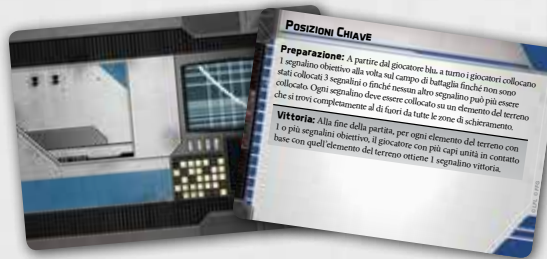 POSIZIONI CHIAVE
Preparazione: A partire dal giocatore blu, a turno i giocatori collocano
1 segnalino obiettivo alla volta sul campo di battaglia finché non sono
stati collocati 3 segnalini o finché nessun altro segnalino può più essere
collocato. Ogni segnalino deve essere collocato su un elemento del terreno
che si trovi completamente al di fuori da tutte le zone di schieramento.
Vittoria: Alla fine della partita, per ogni elemento del terreno con
1 o più segnalini obiettivo, il giocatore con più capi unità in contatto
base con quell'elemento del terreno ottiene 1 segnalino vittoria.